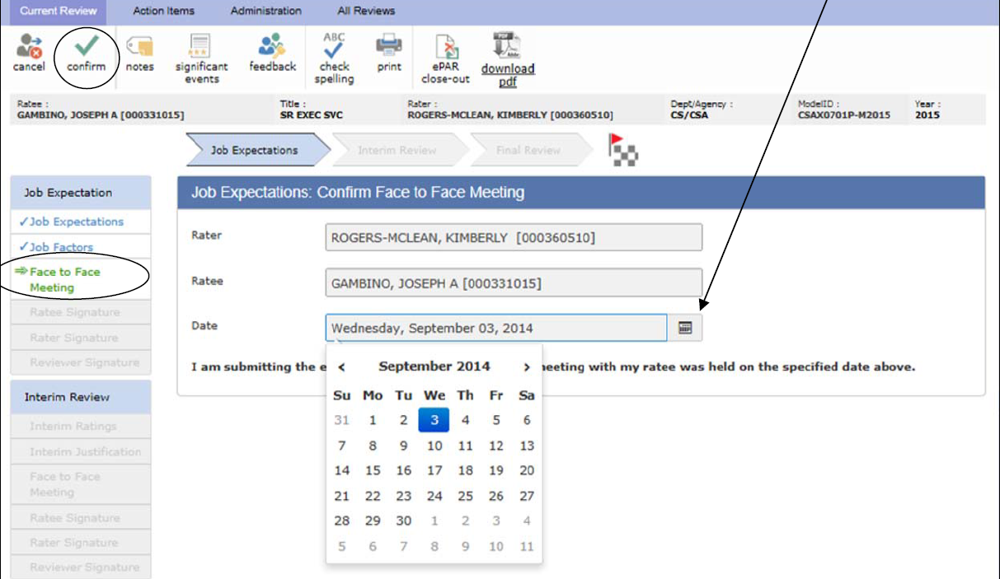 Current Review Action Items Administration All Reviews
cancel confirm notes significant events feedback ABC check spelling print ePAR close-out PDF download pdf
Ratee : Title : Rater : Dept/Agency : ModelID : Year :
GAMBINO, JOSEPH A [000331015] SR EXEC SVC ROGERS-MCLEAN, KIMBERLY [000360510] CS/CSA CSAX0701P-M2015 2015
Job Expectations Interim Review Final Review
Job Expectation
✓Job Expectations
✓Job Factors
Face to Face
Meeting
Ratee Signature
Rater Signature
Reviewer Signature
Interim Review
Interim Ratings
Interim Justification
Face to Face
Meeting
Ratee Signature
Rater Signature
Reviewer Signature
Job Expectations: Confirm Face to Face Meeting
Rater ROGERS-MCLEAN, KIMBERLY [000360510]
Ratee GAMBINO, JOSEPH A [000331015]
Date Wednesday, September 03, 2014
I am submitting the e meeting with my ratee was held on the specified date above.
< September 2014 >
Su Mo Tu We Th Fr Sa
31 1 2 3 4 5 6
7 8 9 10 11 12 13
14 15 16 17 18 19 20
21 22 23 24 25 26 27
28 29 30 1 2 3 4
5 6 7 8 9 10 11